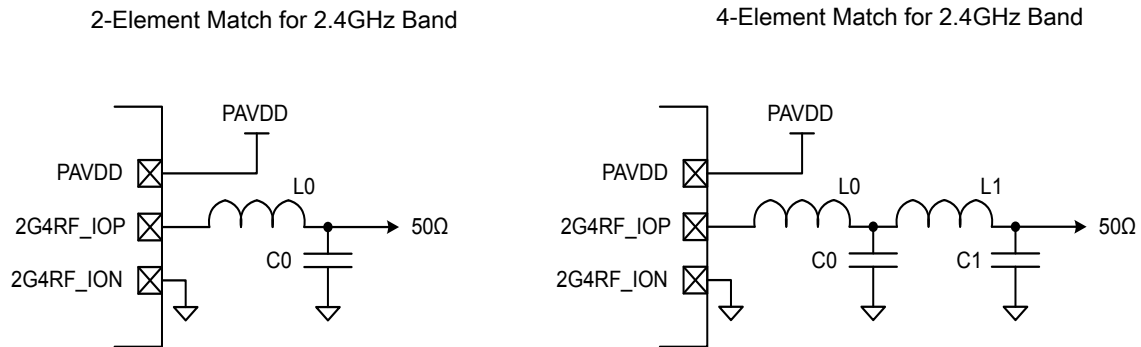 2-Element Match for 2.4GHz Band
PAVDD
PAVDD
L0
2G4RF_IOP
50Ω
C0
2G4RF_ION
4-Element Match for 2.4GHz Band
PAVDD
PAVDD
L0
L1
2G4RF_IOP
50Ω
C0
C1
2G4RF_ION